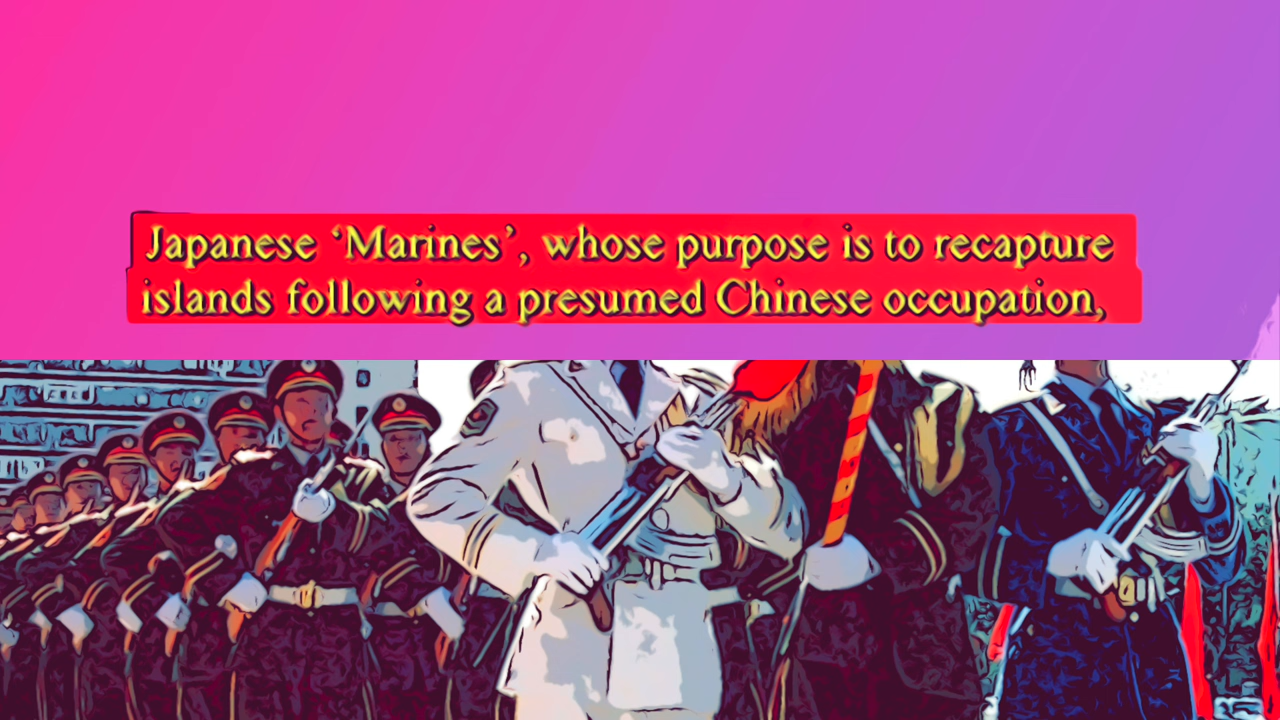 Japanese ‘Marines’, whose purpose is to recapture
islands following a presumed Chinese occupation,